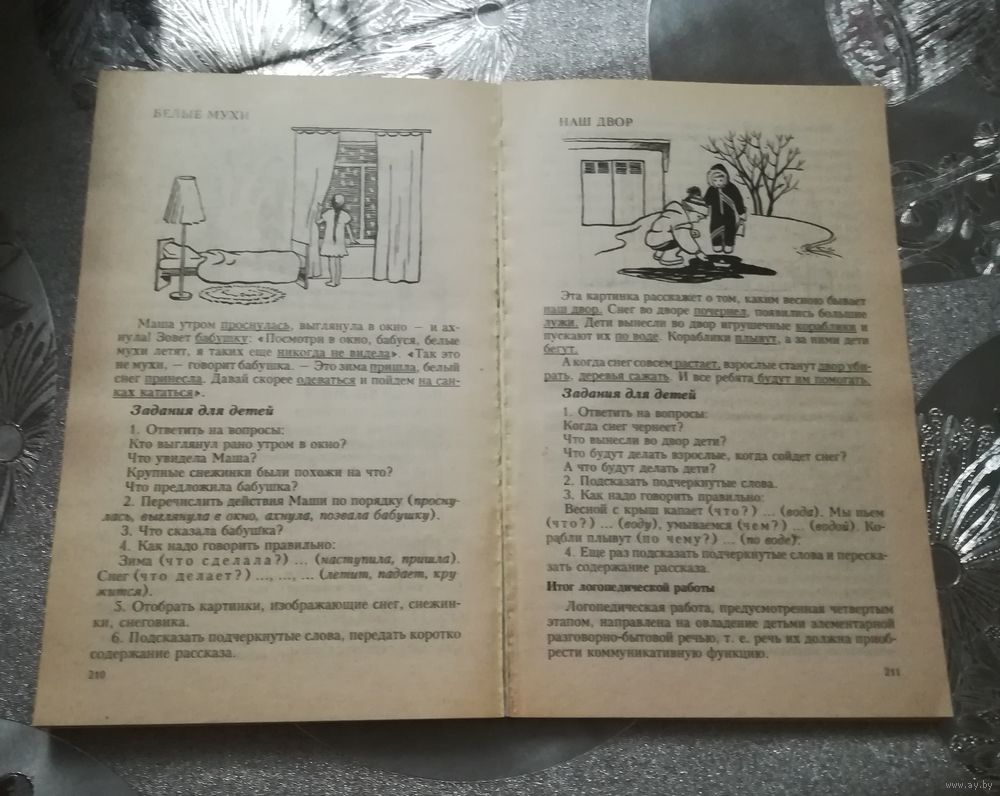 БЕЛЫЕ МУХИ
Маша утром проснулась, выглянула в окно — и ах-
нула! Зовет бабушку: «Посмотри в окно, бабуся, белые
мухи летят, я таких еще никогда не видела». «Так это
не мухи, — говорит бабушка. — Это зима пришла, белый
снег принесла. Давай скорее одеваться и пойдем на сан-
ках кататься».
Задания для детей
1. Ответить на вопросы:
Кто выглянул рано утром в окно?
Что увидела Маша?
Крупные снежинки были похожи на что?
Что предложила бабушка?
2. Перечислить действия Маши по порядку (просну-
лась, выглянула в окно, ахнула, позвала бабушку).
3. Что сказала бабушка?
4. Как надо говорить правильно:
Зима (что сделала?) ... (наступила, пришла).
Снег (что делает?) ..., ..., ... (летит, падает, кру
жится).
5. Отобрать картинки, изображающие снег, снежин-
ки, снеговика.
6. Подсказать подчеркнутые слова, передать коротко
содержание рассказа.
210
НАШ ДВОР
Эта картинка расскажет о том, каким весною бывает
наш двор. Снег во дворе почернел, появились большие
лужи. Дети вынесли во двор игрушечные кораблики и
пускают их по воде. Кораблики плывут, а за ними дети
бегут.
А когда снег совсем растает, взрослые станут двор уби-
рать, деревья сажать. И все ребята будут им помогать.
Задания для детей
1. Ответить на вопросы:
Когда снег чернеет?
Что вынесли во двор дети?
Что будут делать взрослые, когда сойдет снег?
А что будут делать дети?
2. Подсказать подчеркнутые слова.
3. Как надо говорить правильно:
Весной с крыш капает (что?) ... (вода). Мы пьем
(что?) ... (воду), умываемся (чем?) ... (водой). Ко-
рабли плывут (по чему?) ... (по воде).
4. Еще раз подсказать подчеркнутые слова и переска-
зать содержание рассказа.
Итог логопедической работы
Логопедическая работа, предусмотренная четвертым
этапом, направлена на овладение детьми элементарной
разговорно-бытовой речью, т. е. речь их должна приоб-
рести коммуникативную функцию.
211
www.ay.by